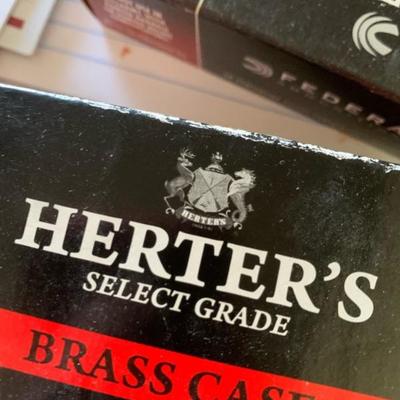 FEDERA
HERTER'S
HERTER'S
SELECT GRADE
BRASS CASE